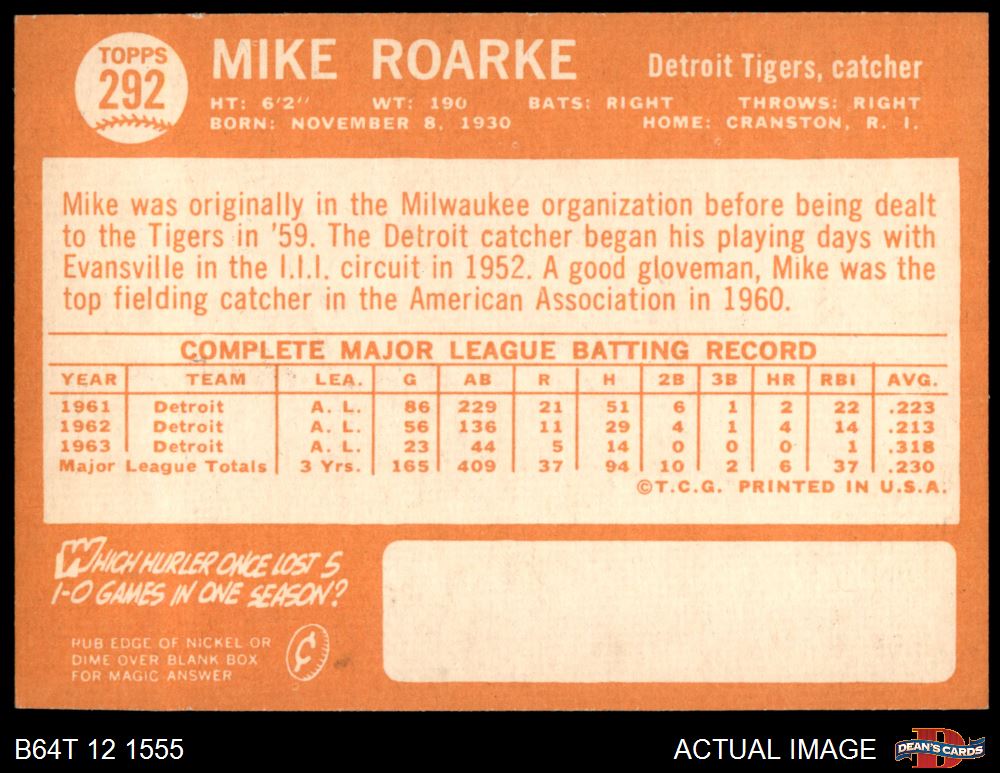 TOPPS
292
MIKE ROARKE
Detroit Tigers, catcher
HT: 6'2" WT: 190 BATS: RIGHT THROWS: RIGHT
BORN: NOVEMBER 8, 1930 HOME: CRANSTON, R. I.
Mike was originally in the Milwaukee organization before being dealt
to the Tigers in '59. The Detroit catcher began his playing days with
Evansville in the I.I.I. circuit in 1952. A good gloveman, Mike was the
top fielding catcher in the American Association in 1960.
COMPLETE MAJOR LEAGUE BATTING RECORD
YEAR TEAM LEA. G AB R H 2B 3B HR RBI AVG.
1961 Detroit A. L. 86 229 21 51 6 1 2 22 .223
1962 Detroit A. L. 56 136 11 29 4 1 4 14 .213
1963 Detroit A. L. 23 44 5 14 0 0 0 1 .318
Major League Totals 3 Yrs. 165 409 37 94 10 2 6 37 .230
©T.C.G. PRINTED IN U.S.A.
WHICH HURLER ONCE LOST 5
1-0 GAMES IN ONE SEASON?
RUB EDGE OF NICKEL OR
DIME OVER BLANK BOX
FOR MAGIC ANSWER
¢
B64T 12 1555
ACTUAL IMAGE
D
DEAN'S CARDS